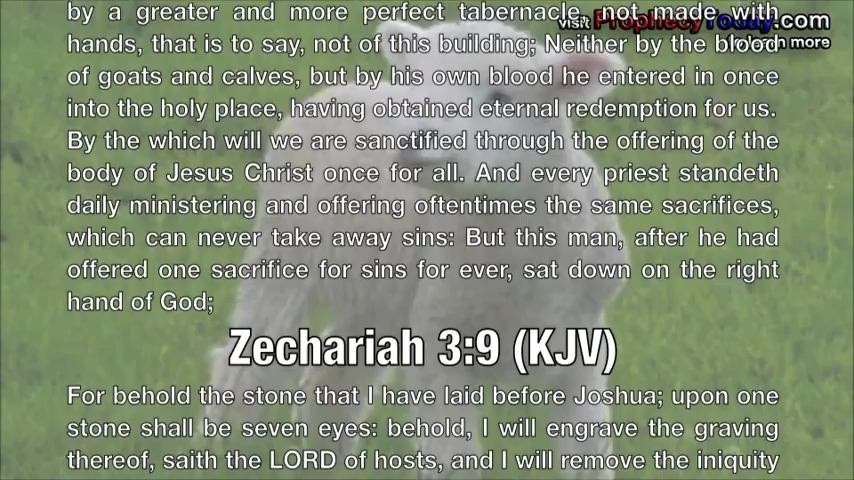 by a greater and more perfect tabernacle, not made with
visit ProphecyToday.com
hands, that is to say, not of this building; Neither by the blood
to learn more
of goats and calves, but by his own blood he entered in once
into the holy place, having obtained eternal redemption for us.
By the which will we are sanctified through the offering of the
body of Jesus Christ once for all. And every priest standeth
daily ministering and offering oftentimes the same sacrifices,
which can never take away sins: But this man, after he had
offered one sacrifice for sins for ever, sat down on the right
hand of God;
Zechariah 3:9 (KJV)
For behold the stone that I have laid before Joshua; upon one
stone shall be seven eyes: behold, I will engrave the graving
thereof, saith the LORD of hosts, and I will remove the iniquity